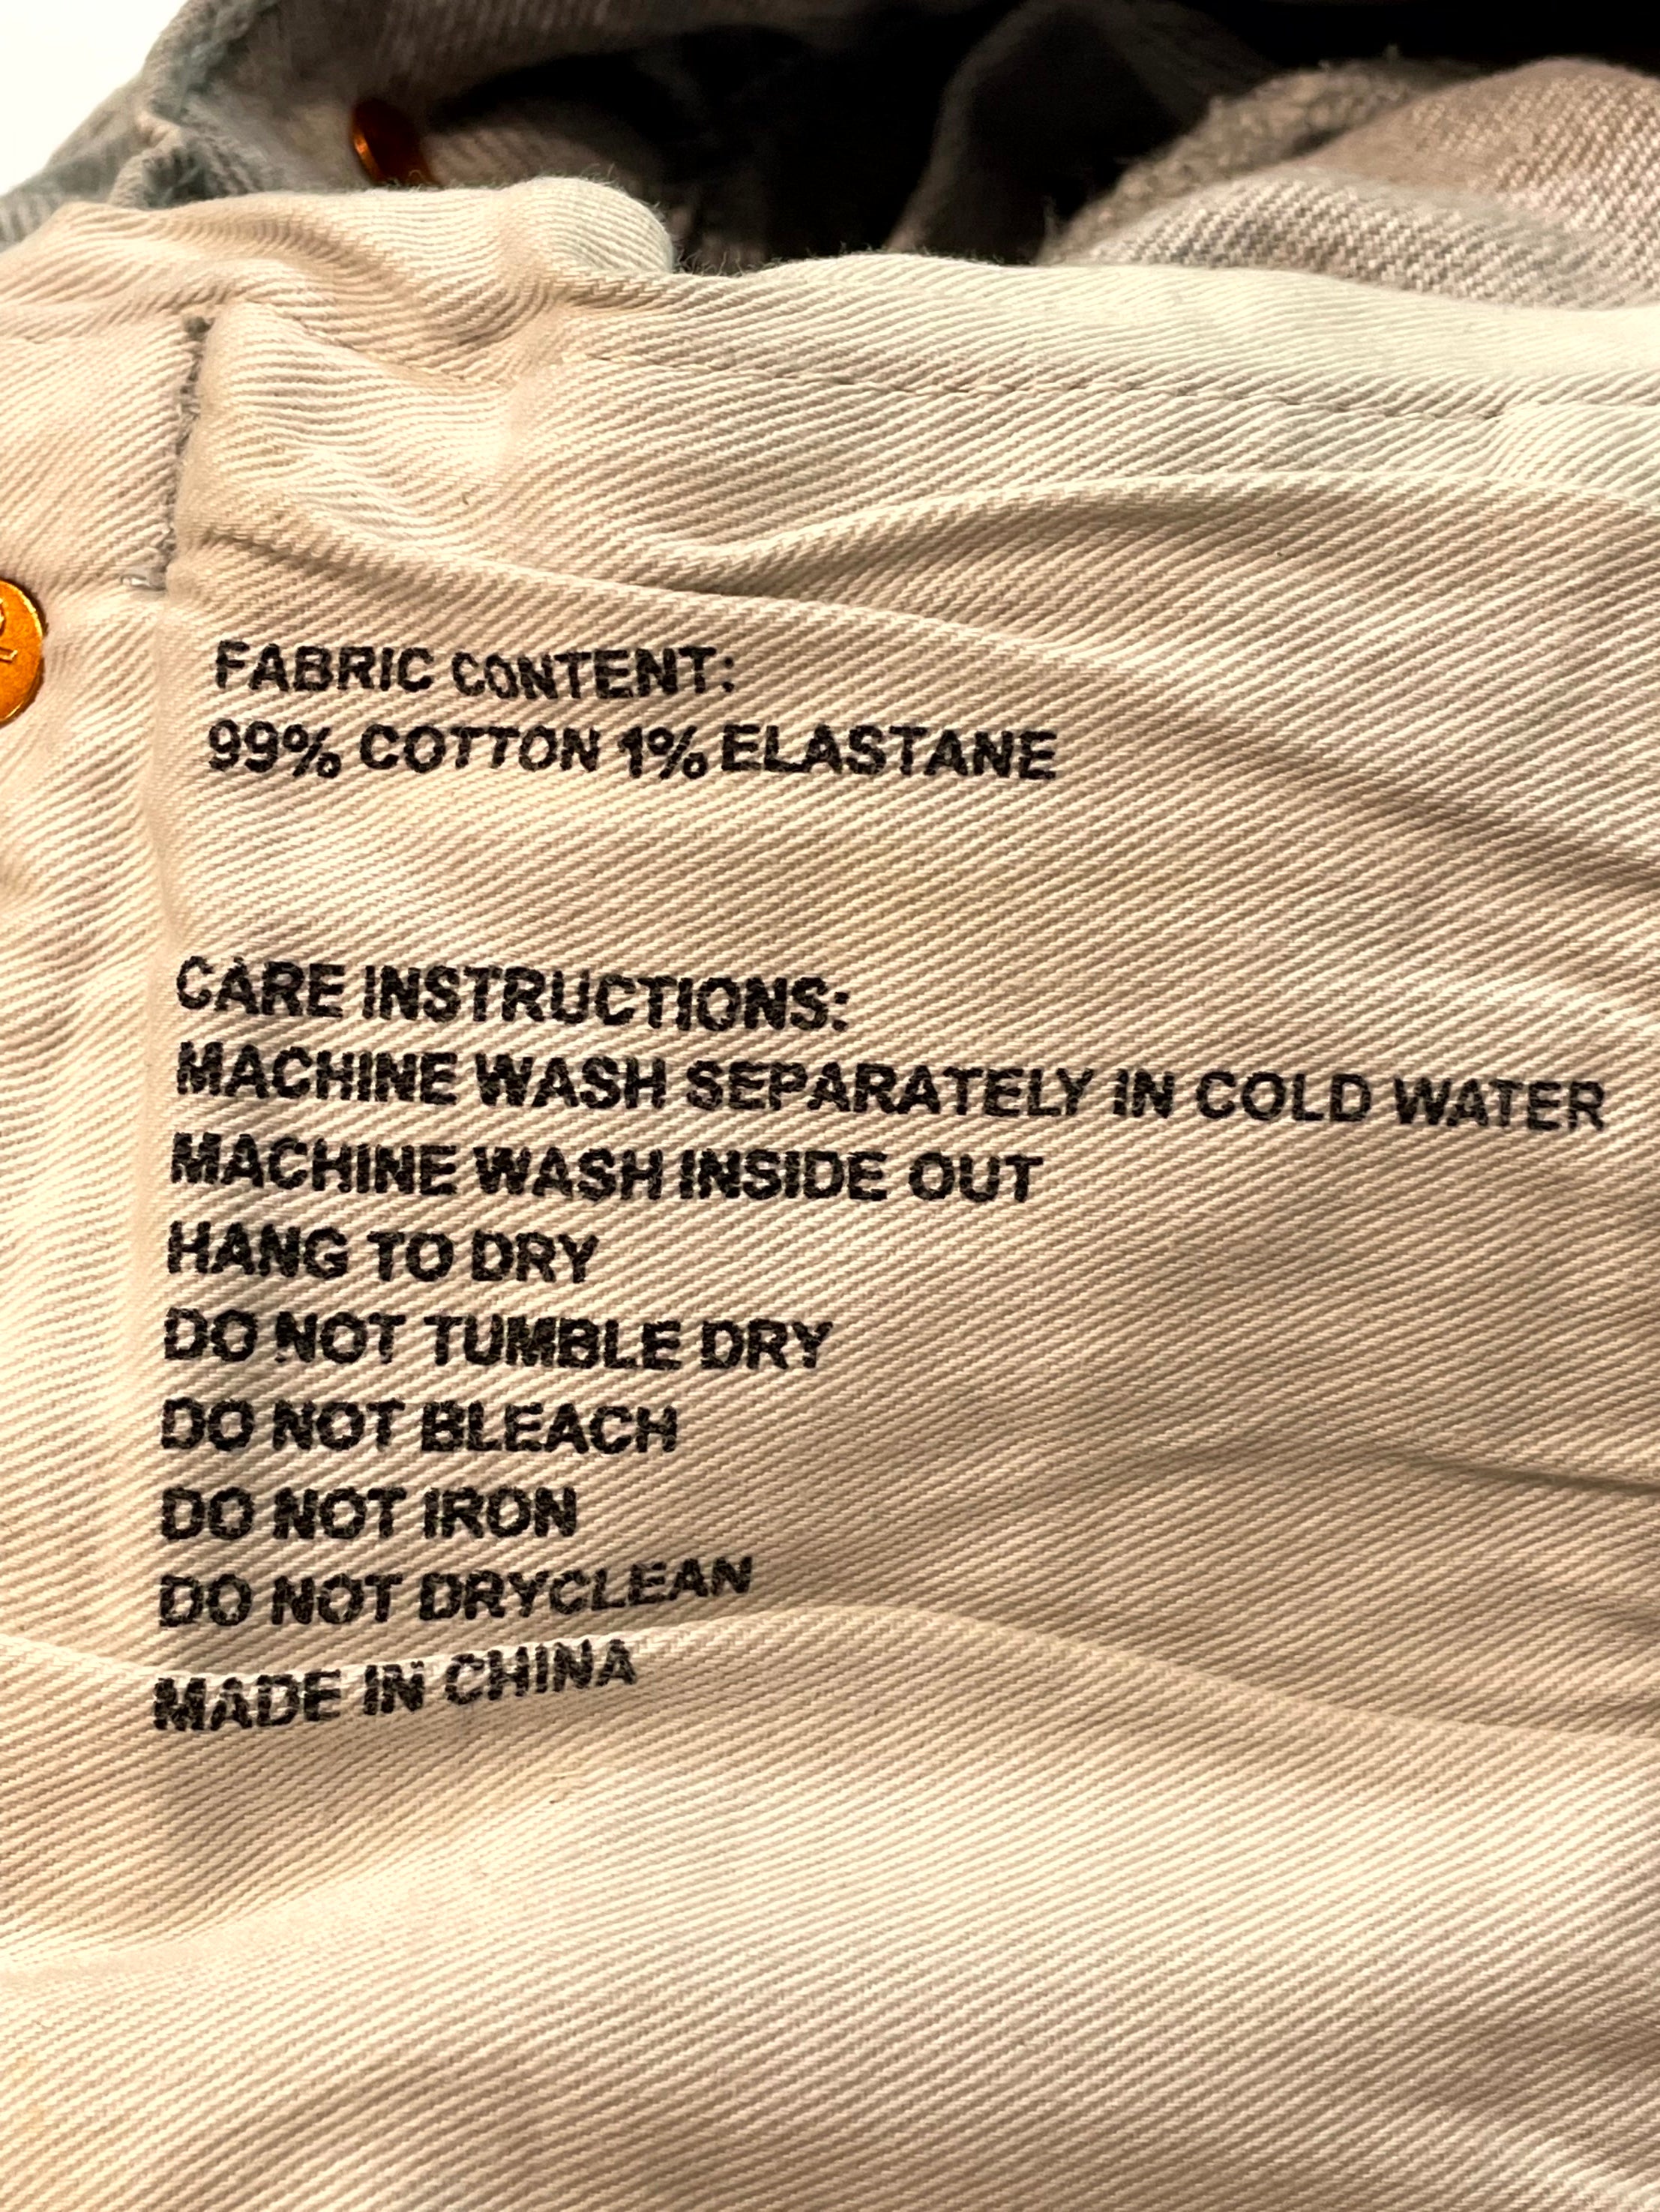 FABRIC CONTENT:
99% COTTON 1% ELASTANE
CARE INSTRUCTIONS:
MACHINE WASH SEPARATELY IN COLD WATER
MACHINE WASH INSIDE OUT
HANG TO DRY
DO NOT TUMBLE DRY
DO NOT BLEACH
DO NOT IRON
DO NOT DRYCLEAN
MADE IN CHINA